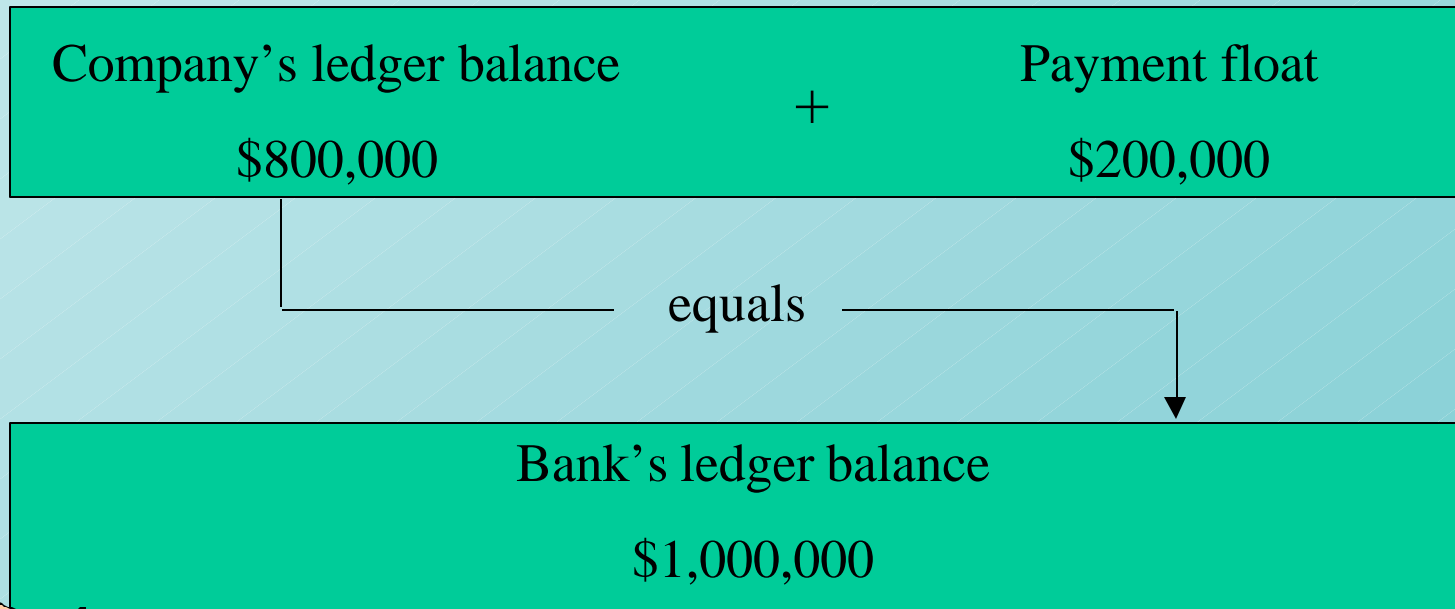 Company’s ledger balance
+
Payment float
$800,000
$200,000
equals
Bank’s ledger balance
$1,000,000